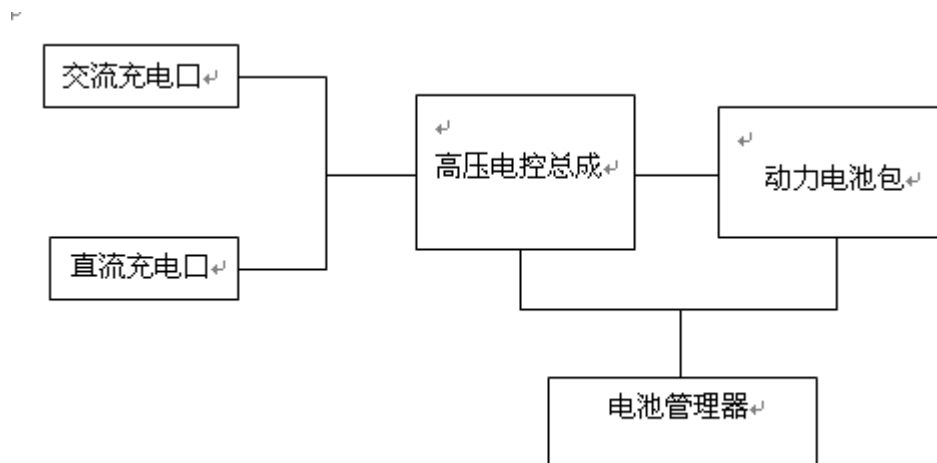 交流充电口
高压电控总成
动力电池包
直流充电口
电池管理器